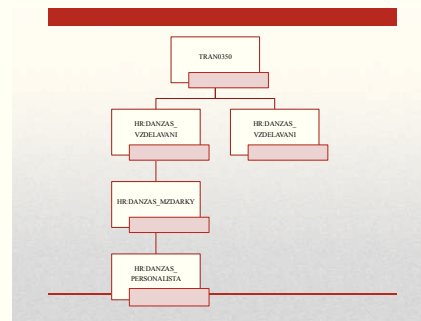 TRAN0350
HR:DANZAS_
VZDELAVANI
HR:DANZAS_
VZDELAVANI
HR:DANZAS_MZDARKY
HR:DANZAS_
PERSONALISTA